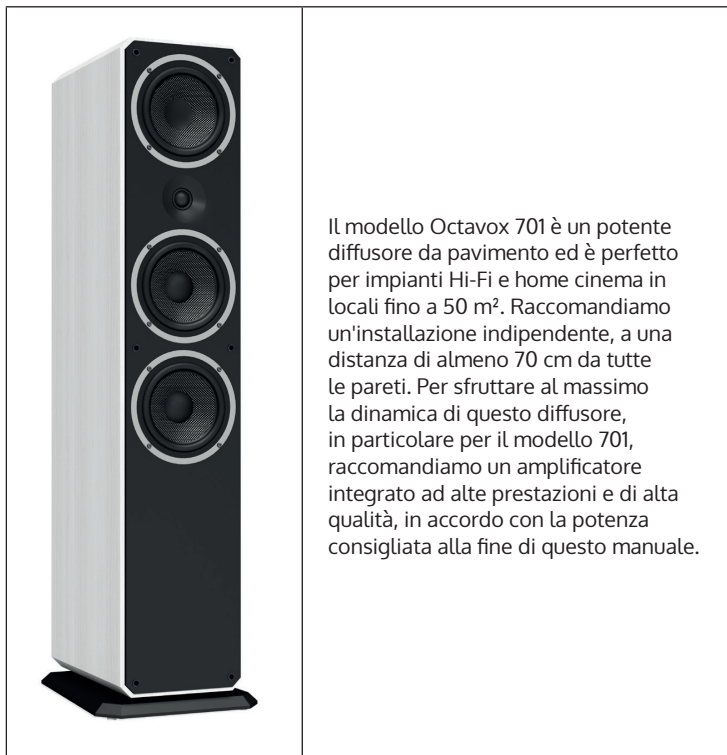 Il modello Octavox 701 è un potente
diffusore da pavimento ed è perfetto
per impianti Hi-Fi e home cinema in
locali fino a 50 m². Raccomandiamo
un'installazione indipendente, a una
distanza di almeno 70 cm da tutte
le pareti. Per sfruttare al massimo
la dinamica di questo diffusore,
in particolare per il modello 701,
raccomandiamo un amplificatore
integrato ad alte prestazioni e di alta
qualità, in accordo con la potenza
consigliata alla fine di questo manuale.